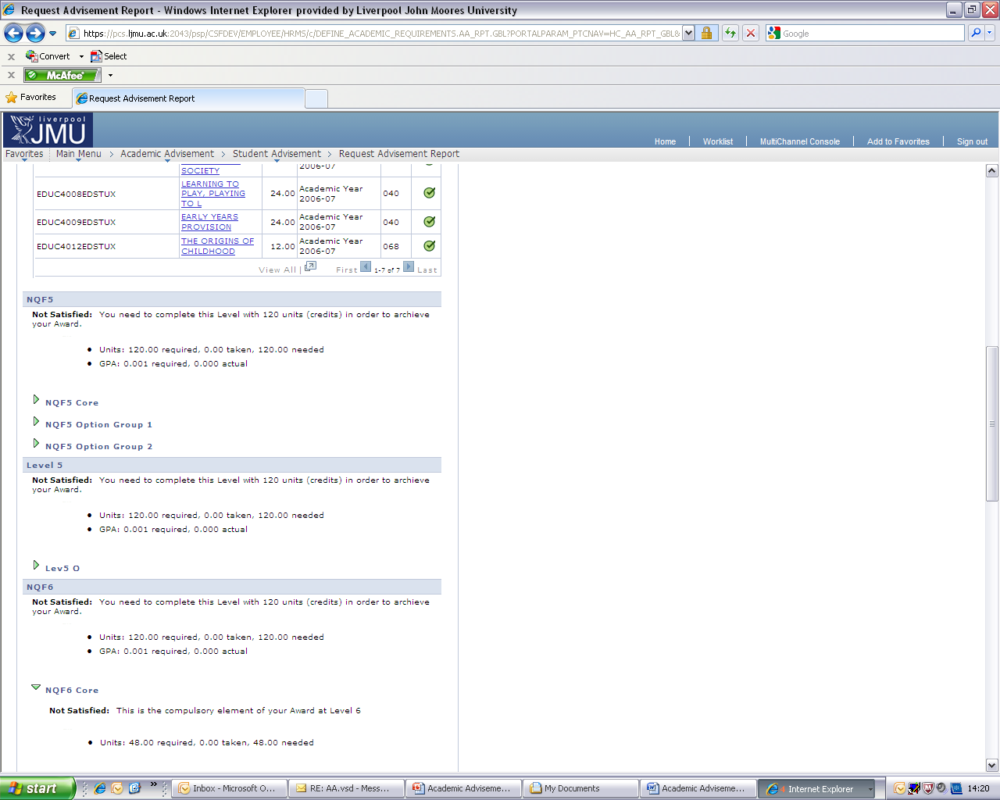 Request Advisement Report - Windows Internet Explorer provided by Liverpool John Moores University
https://pcs.ljmu.ac.uk:2043/psp/CSFDEV/EMPLOYEE/HRMS/c/DEFINE_ACADEMIC_REQUIREMENTS.AA_RPT.GBL?PORTALPARAM_PTCNAV=HC_AA_RPT_GBL& Google
x Convert Select
x McAfee
Favorites Request Advisement Report
liverpool
JMU
Home Worklist MultiChannel Console Add to Favorites Sign out
Favorites Main Menu > Academic Advisement > Student Advisement > Request Advisement Report
SOCIETY 2006-07
EDUC4008EDSTUX LEARNING TO PLAY, PLAYING TO L 24.00 Academic Year 2006-07 040
EDUC4009EDSTUX EARLY YEARS PROVISION 24.00 Academic Year 2006-07 040
EDUC4012EDSTUX THE ORIGINS OF CHILDHOOD 12.00 Academic Year 2006-07 068
View All | First 1-7 of 7 Last
NQF5
Not Satisfied: You need to complete this Level with 120 units (credits) in order to archieve
your Award.
• Units: 120.00 required, 0.00 taken, 120.00 needed
• GPA: 0.001 required, 0.000 actual
NQF5 Core
NQF5 Option Group 1
NQF5 Option Group 2
Level 5
Not Satisfied: You need to complete this Level with 120 units (credits) in order to archieve
your Award.
• Units: 120.00 required, 0.00 taken, 120.00 needed
• GPA: 0.001 required, 0.000 actual
Lev5 O
NQF6
Not Satisfied: You need to complete this Level with 120 units (credits) in order to archieve
your Award.
• Units: 120.00 required, 0.00 taken, 120.00 needed
• GPA: 0.001 required, 0.000 actual
NQF6 Core
Not Satisfied: This is the compulsory element of your Award at Level 6
• Units: 48.00 required, 0.00 taken, 48.00 needed
start » Inbox - Microsoft O... RE: AA.vsd - Mess... Academic Adviseme... My Documents Academic Adviseme... Internet Explorer 14:20